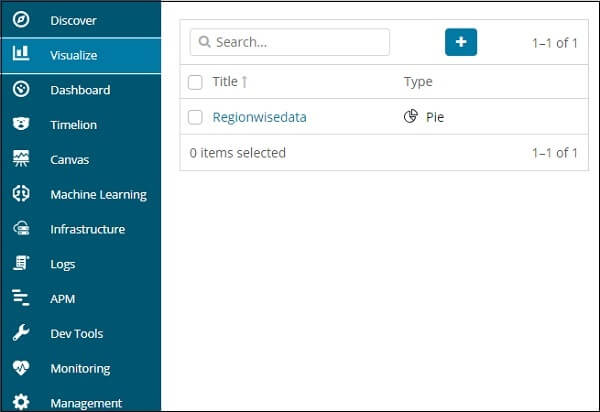 Discover
Visualize
Dashboard
Timelion
Canvas
Machine Learning
Infrastructure
Logs
APM
Dev Tools
Monitoring
Management
Search...
1–1 of 1
Title Type
Regionwisedata Pie
0 items selected 1–1 of 1